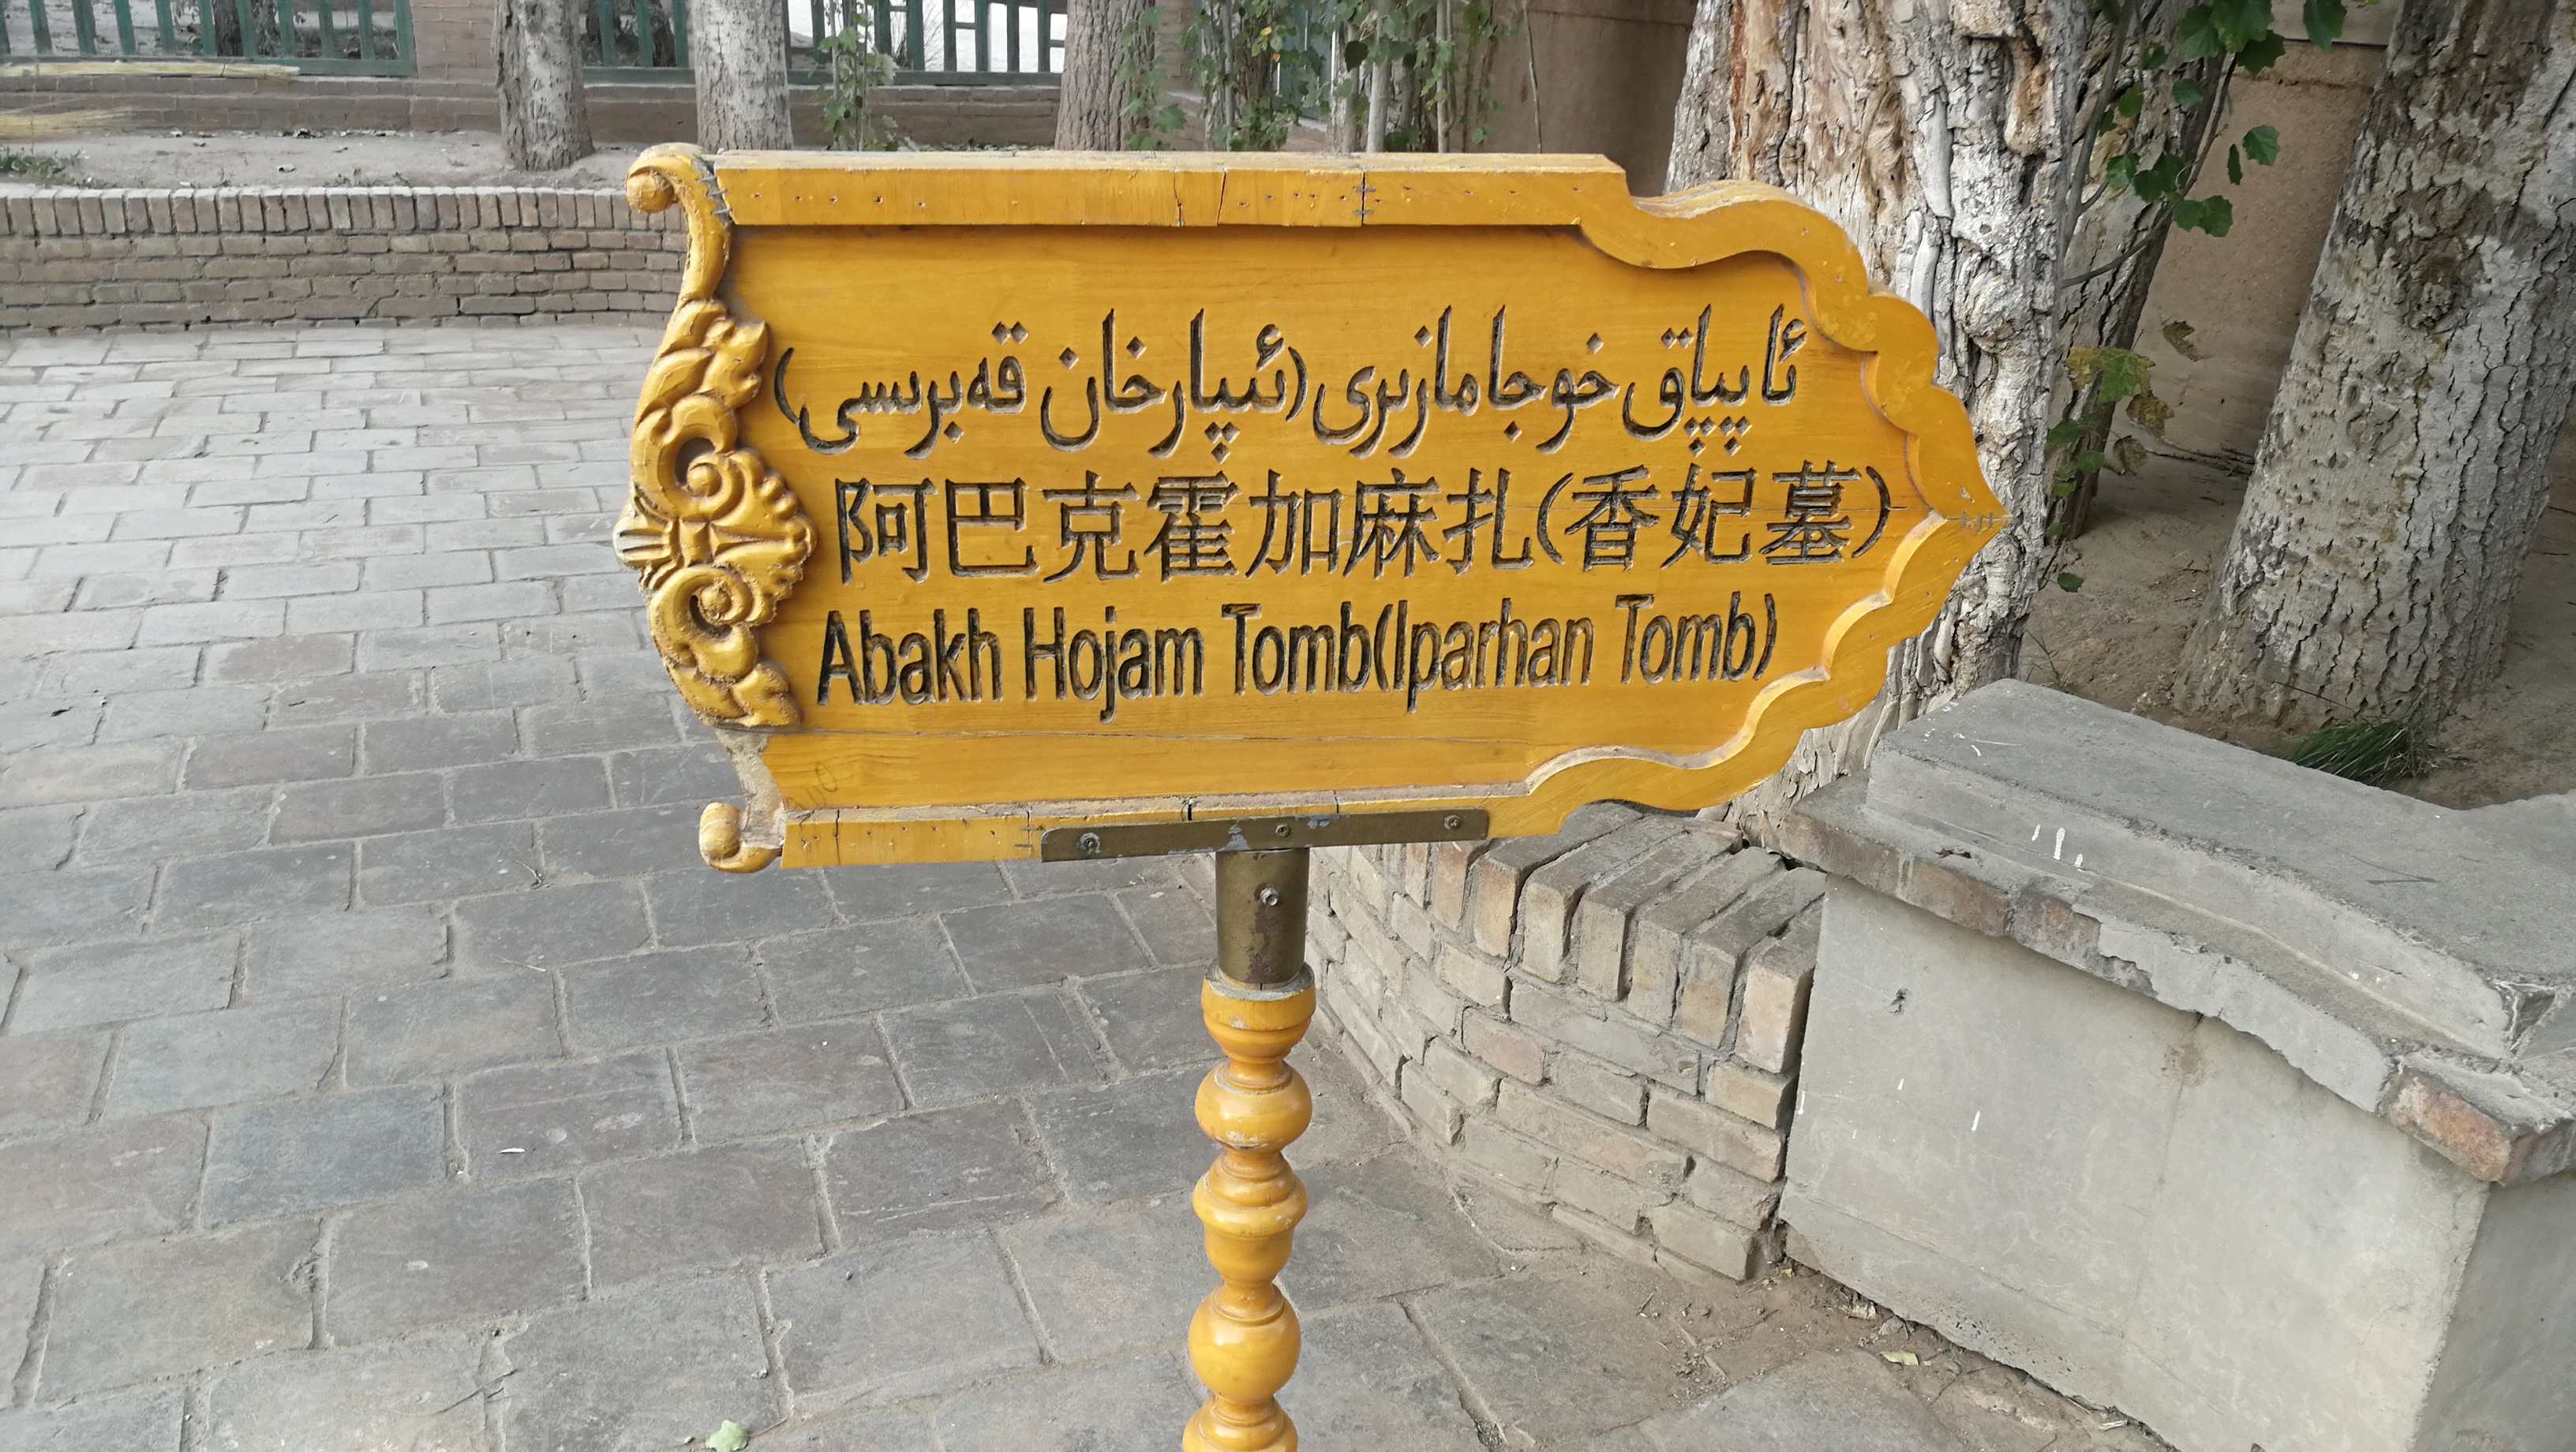 ئاپپاق خوجا مازىرى (ئىپارخان قەبرىسى)
阿巴克霍加麻扎(香妃墓)
Abakh Hojam Tomb(Iparhan Tomb)